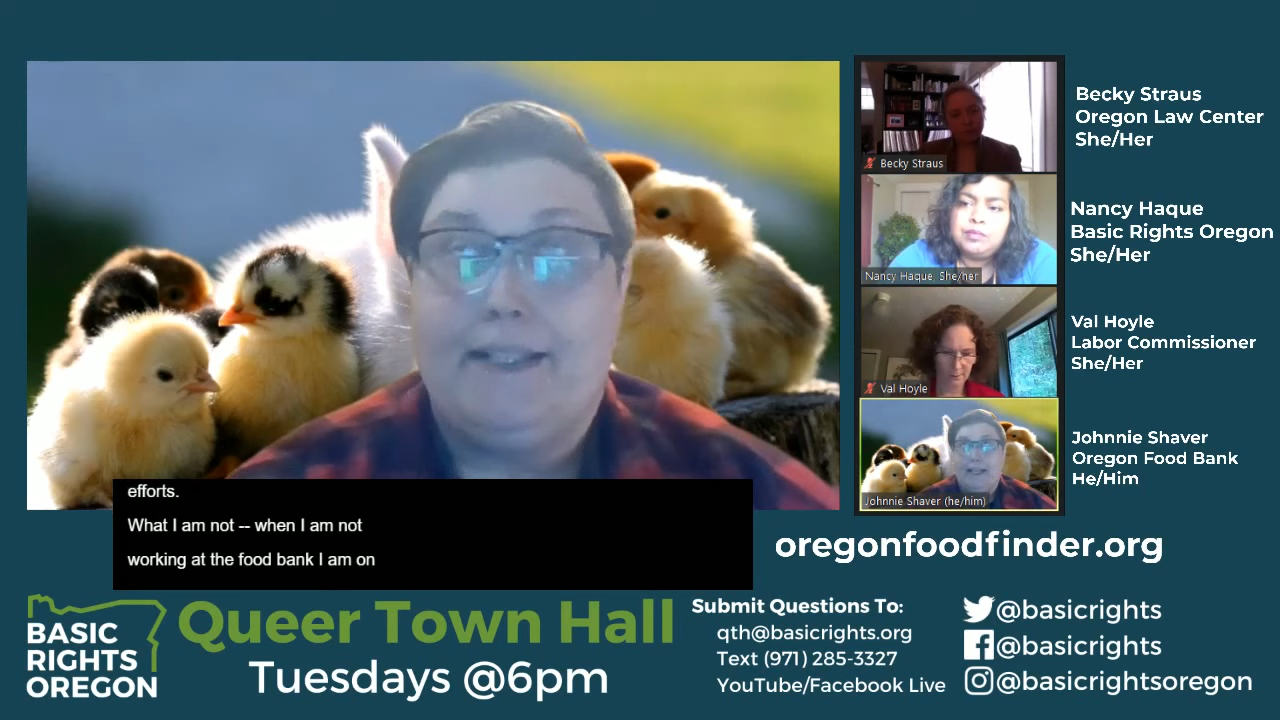 Becky Straus
Oregon Law Center
She/Her
Becky Straus
Nancy Haque
Basic Rights Oregon
She/Her
Nancy Haque. She/her
Val Hoyle
Labor Commissioner
She/Her
Val Hoyle
Johnnie Shaver
Oregon Food Bank
He/Him
Johnnie Shaver (he/him)
efforts.
What I am not -- when I am not
working at the food bank I am on
oregonfoodfinder.org
BASIC
RIGHTS
OREGON
Queer Town Hall
Tuesdays @6pm
Submit Questions To:
qth@basicrights.org
Text (971) 285-3327
YouTube/Facebook Live
@basicrights
@basicrights
@basicrightsoregon